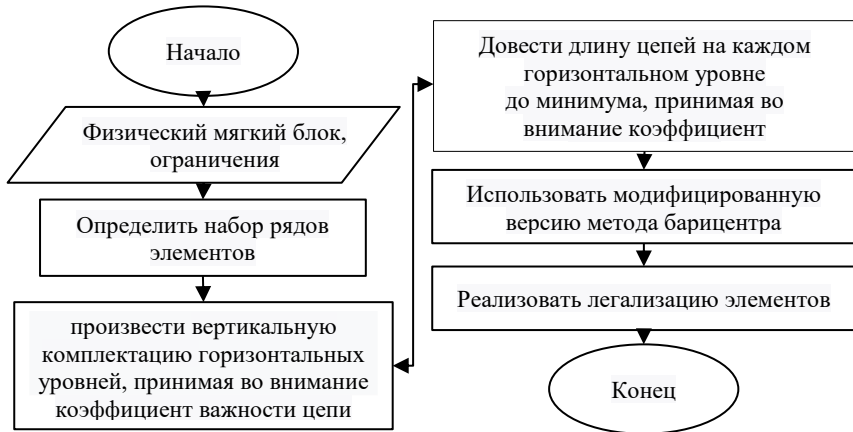 Начало
Физический мягкий блок,
ограничения
Определить набор рядов
элементов
произвести вертикальную
комплектацию горизонтальных
уровней, принимая во внимание
коэффициент важности цепи
Довести длину цепей на каждом
горизонтальном уровне
до минимума, принимая во
внимание коэффициент
Использовать модифицированную
версию метода барицентра
Реализовать легализацию элементов
Конец